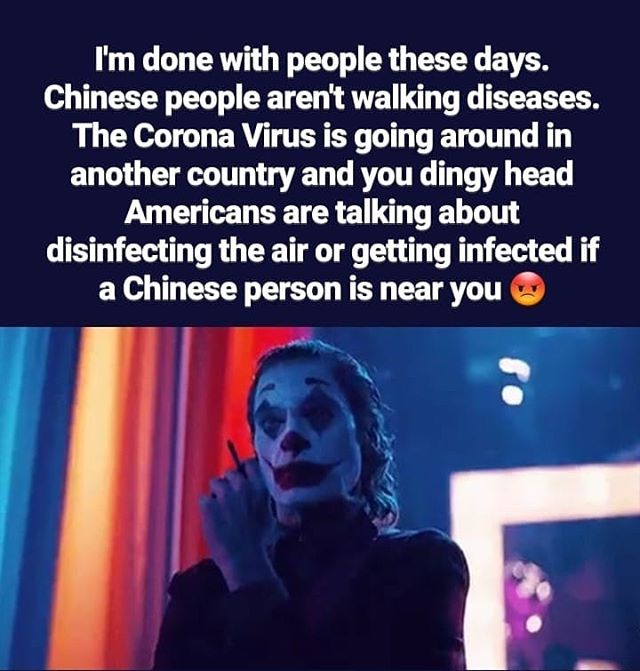 I'm done with people these days.
Chinese people aren't walking diseases.
The Corona Virus is going around in
another country and you dingy head
Americans are talking about
disinfecting the air or getting infected if
a Chinese person is near you 😡